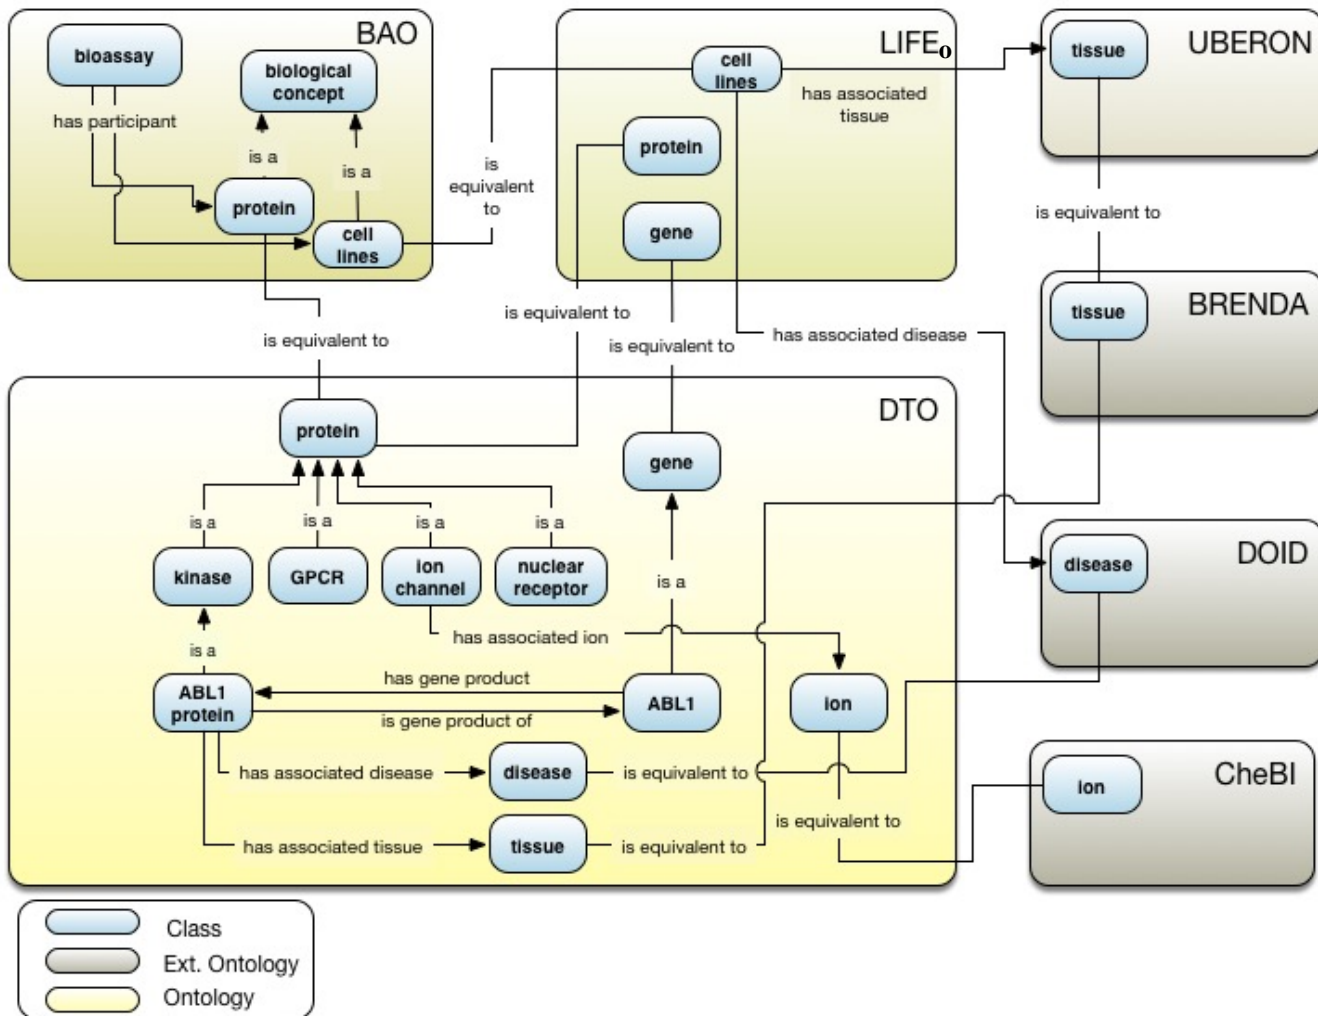 BAO
bioassay
biological
concept
has participant
is a
is a
protein
cell
lines
is
equivalent
to
LIFEo
cell
lines
has associated
tissue
protein
gene
UBERON
tissue
is equivalent to
BRENDA
tissue
is equivalent to
is equivalent to
is equivalent to
has associated disease
DTO
protein
gene
is a
is a
is a
is a
kinase
GPCR
ion
channel
nuclear
receptor
is a
is a
has associated ion
ABL1
protein
has gene product
is gene product of
ABL1
ion
has associated disease
disease
is equivalent to
has associated tissue
tissue
is equivalent to
is equivalent to
DOID
disease
CheBI
ion
Class
Ext. Ontology
Ontology